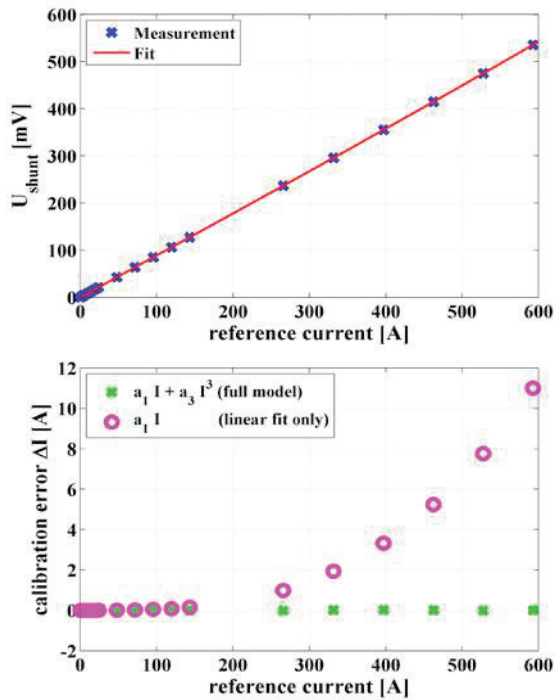 600
Measurement
Fit
500
400
300
200
100
0
U_shunt [mV]
0 100 200 300 400 500 600
reference current [A]
12
a_1 I + a_3 I^3 (full model)
a_1 I (linear fit only)
10
8
6
4
2
0
-2
calibration error ΔI [A]
0 100 200 300 400 500 600
reference current [A]